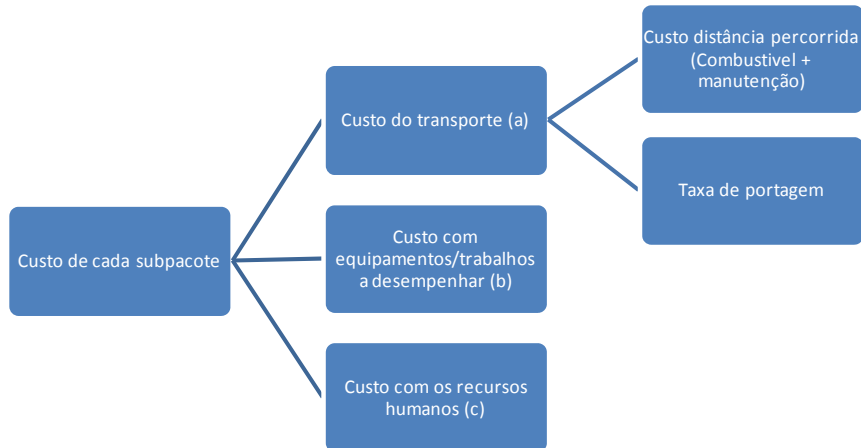 Custo de cada subpacote
Custo do transporte (a)
Custo com
equipamentos/trabalhos
a desempenhar (b)
Custo com os recursos
humanos (c)
Custo distância percorrida
(Combustivel +
manutenção)
Taxa de portagem